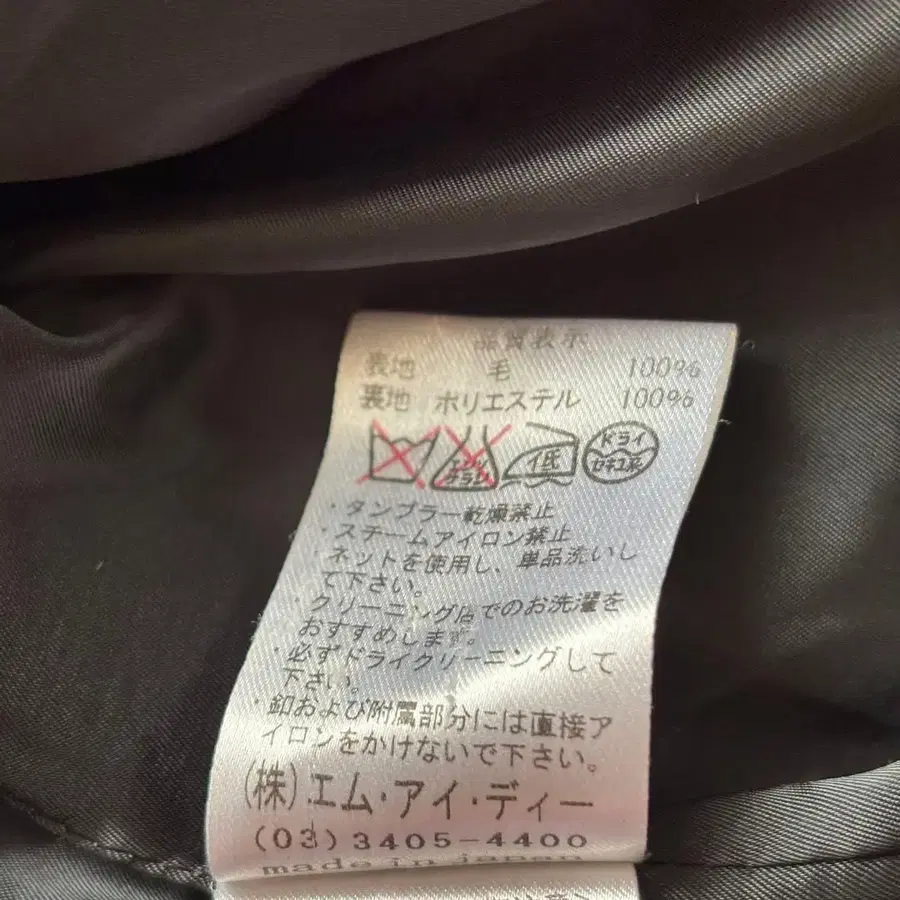 品質表示
表地 毛 100%
裏地 ポリエステル 100%
エンソ サラシ 低 ドライ セキユ系
・タンブラー乾燥禁止
・スチームアイロン禁止
・ネットを使用し、単品洗いし
て下さい。
・クリーニング店でのお洗濯を
おすすめします。
・必ずドライクリーニングして
下さい。
・釦および附属部分には直接ア
イロンをかけないで下さい。
(株)エム・アイ・ディー
(03)3405-4400
made in japan